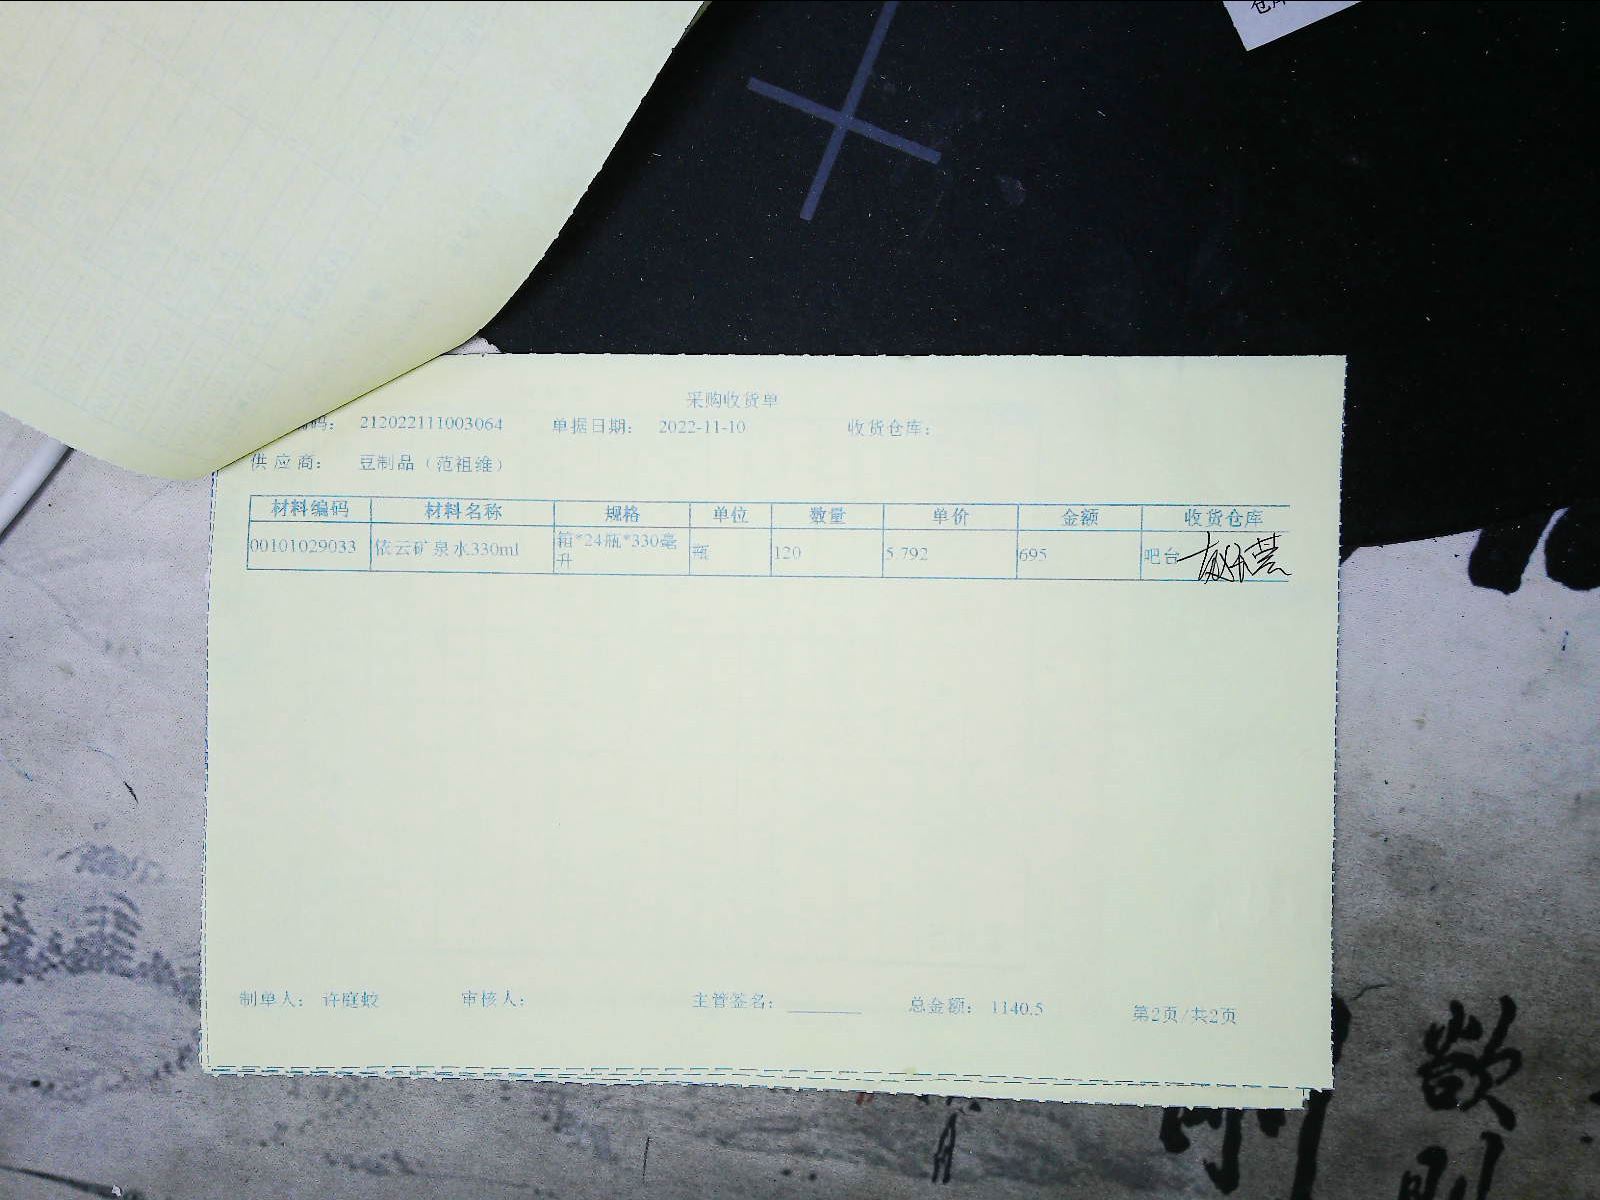 仓库
采购收货单
码： 212022111003064 单据日期： 2022-11-10 收货仓库：
供应商： 豆制品（范祖维）
材料编码 材料名称 规格 单位 数量 单价 金额 收货仓库
00101029033 依云矿泉水330ml 箱*24瓶*330毫升 瓶 120 5.792 695 吧台
制单人： 许庭蛟 审核人： 主管签名： 总金额： 1140.5 第2页/共2页
欲